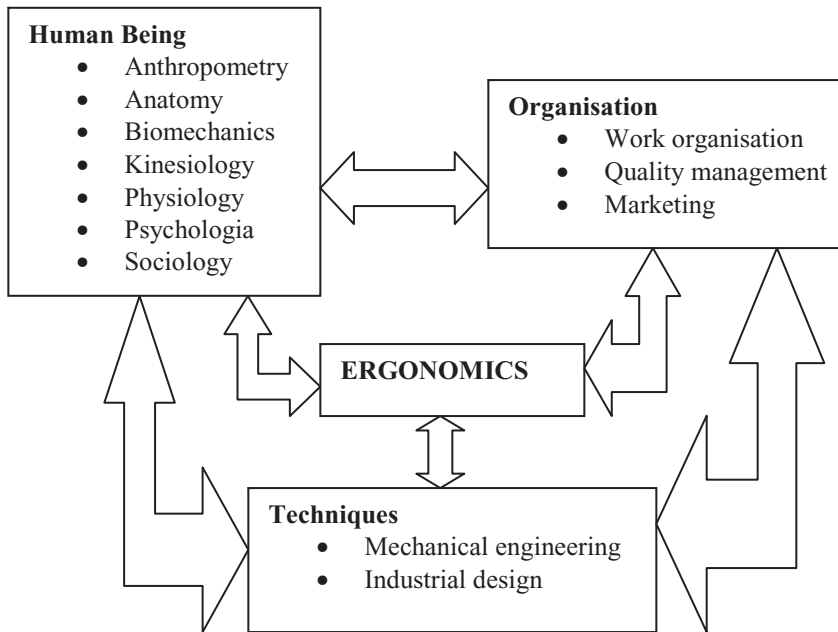 Human Being
• Anthropometry
• Anatomy
• Biomechanics
• Kinesiology
• Physiology
• Psychologia
• Sociology
Organisation
• Work organisation
• Quality management
• Marketing
ERGONOMICS
Techniques
• Mechanical engineering
• Industrial design